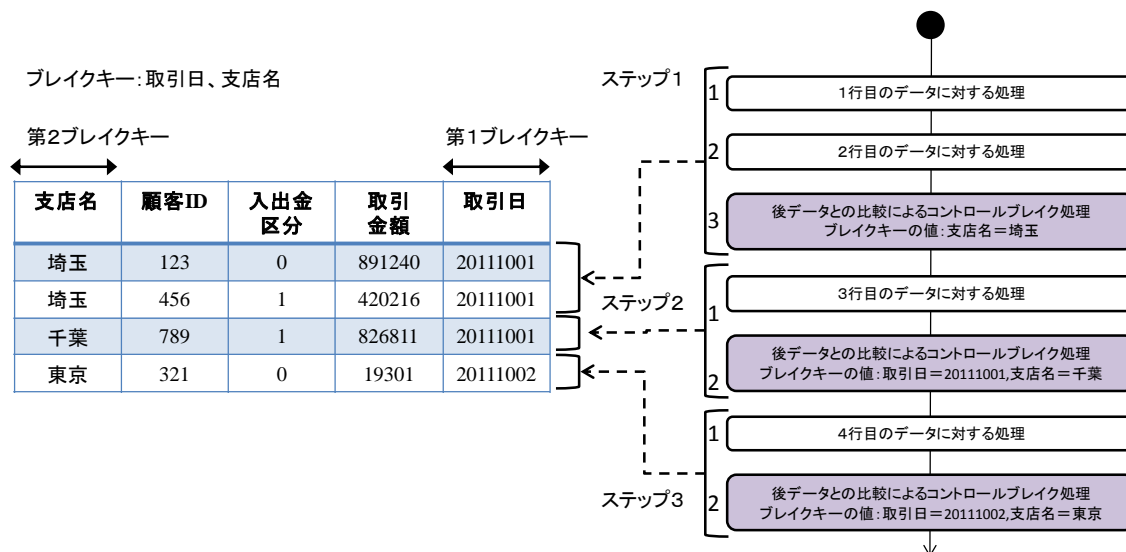 ブレイクキー：取引日、支店名
第2ブレイクキー
第1ブレイクキー
支店名 顧客ID 入出金 取引 取引日
区分 金額
埼玉 123 0 891240 20111001
埼玉 456 1 420216 20111001
千葉 789 1 826811 20111001
東京 321 0 19301 20111002
ステップ1
1 1行目のデータに対する処理
2 2行目のデータに対する処理
3 後データとの比較によるコントロールブレイク処理
ブレイクキーの値：支店名＝埼玉
ステップ2
1 3行目のデータに対する処理
2 後データとの比較によるコントロールブレイク処理
ブレイクキーの値：取引日＝20111001,支店名＝千葉
ステップ3
1 4行目のデータに対する処理
2 後データとの比較によるコントロールブレイク処理
ブレイクキーの値：取引日＝20111002,支店名＝東京